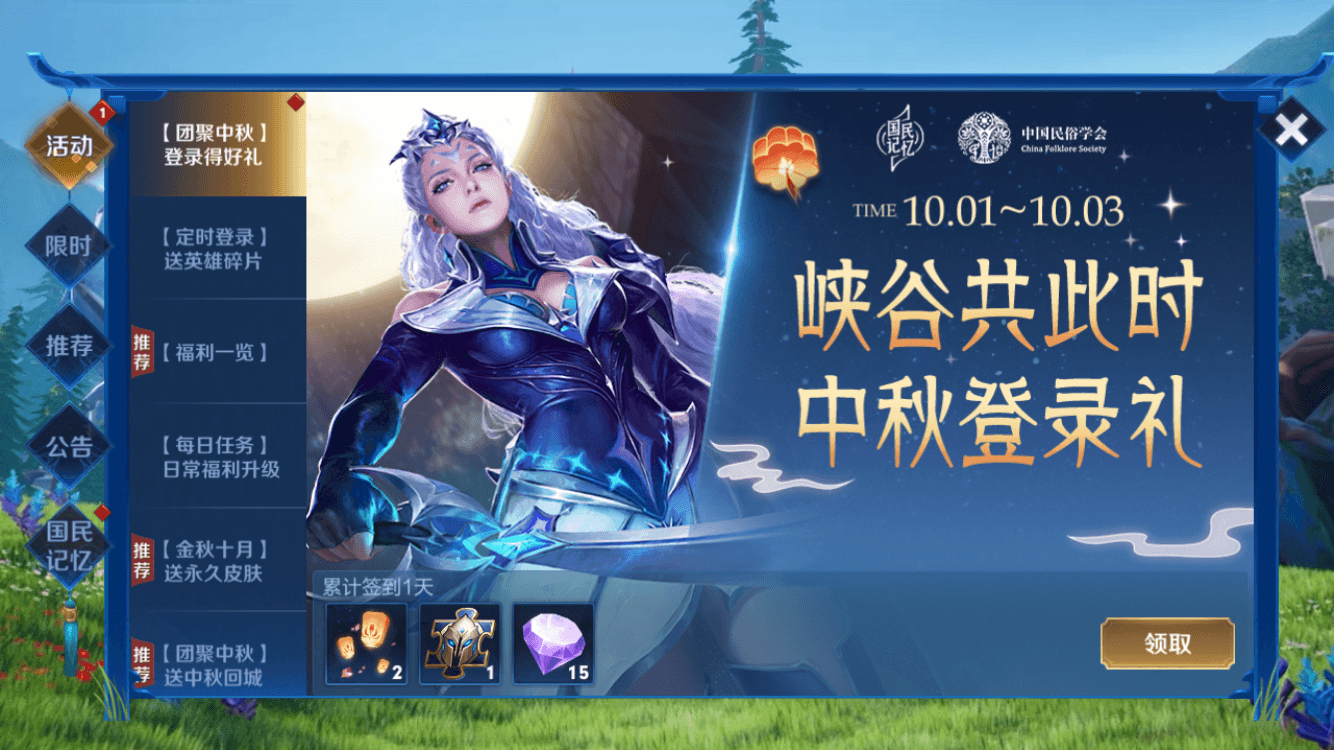 活动
1
限时
推荐
公告
国民
记忆
【团聚中秋】
登录得好礼
【定时登录】
送英雄碎片
推荐
【福利一览】
【每日任务】
日常福利升级
推荐
【金秋十月】
送永久皮肤
推荐
【团聚中秋】
送中秋回城
国民
记忆
中国民俗学会
China Folklore Society
TIME 10.01~10.03
峡谷共此时
中秋登录礼
累计签到1天
2
1
15
领取